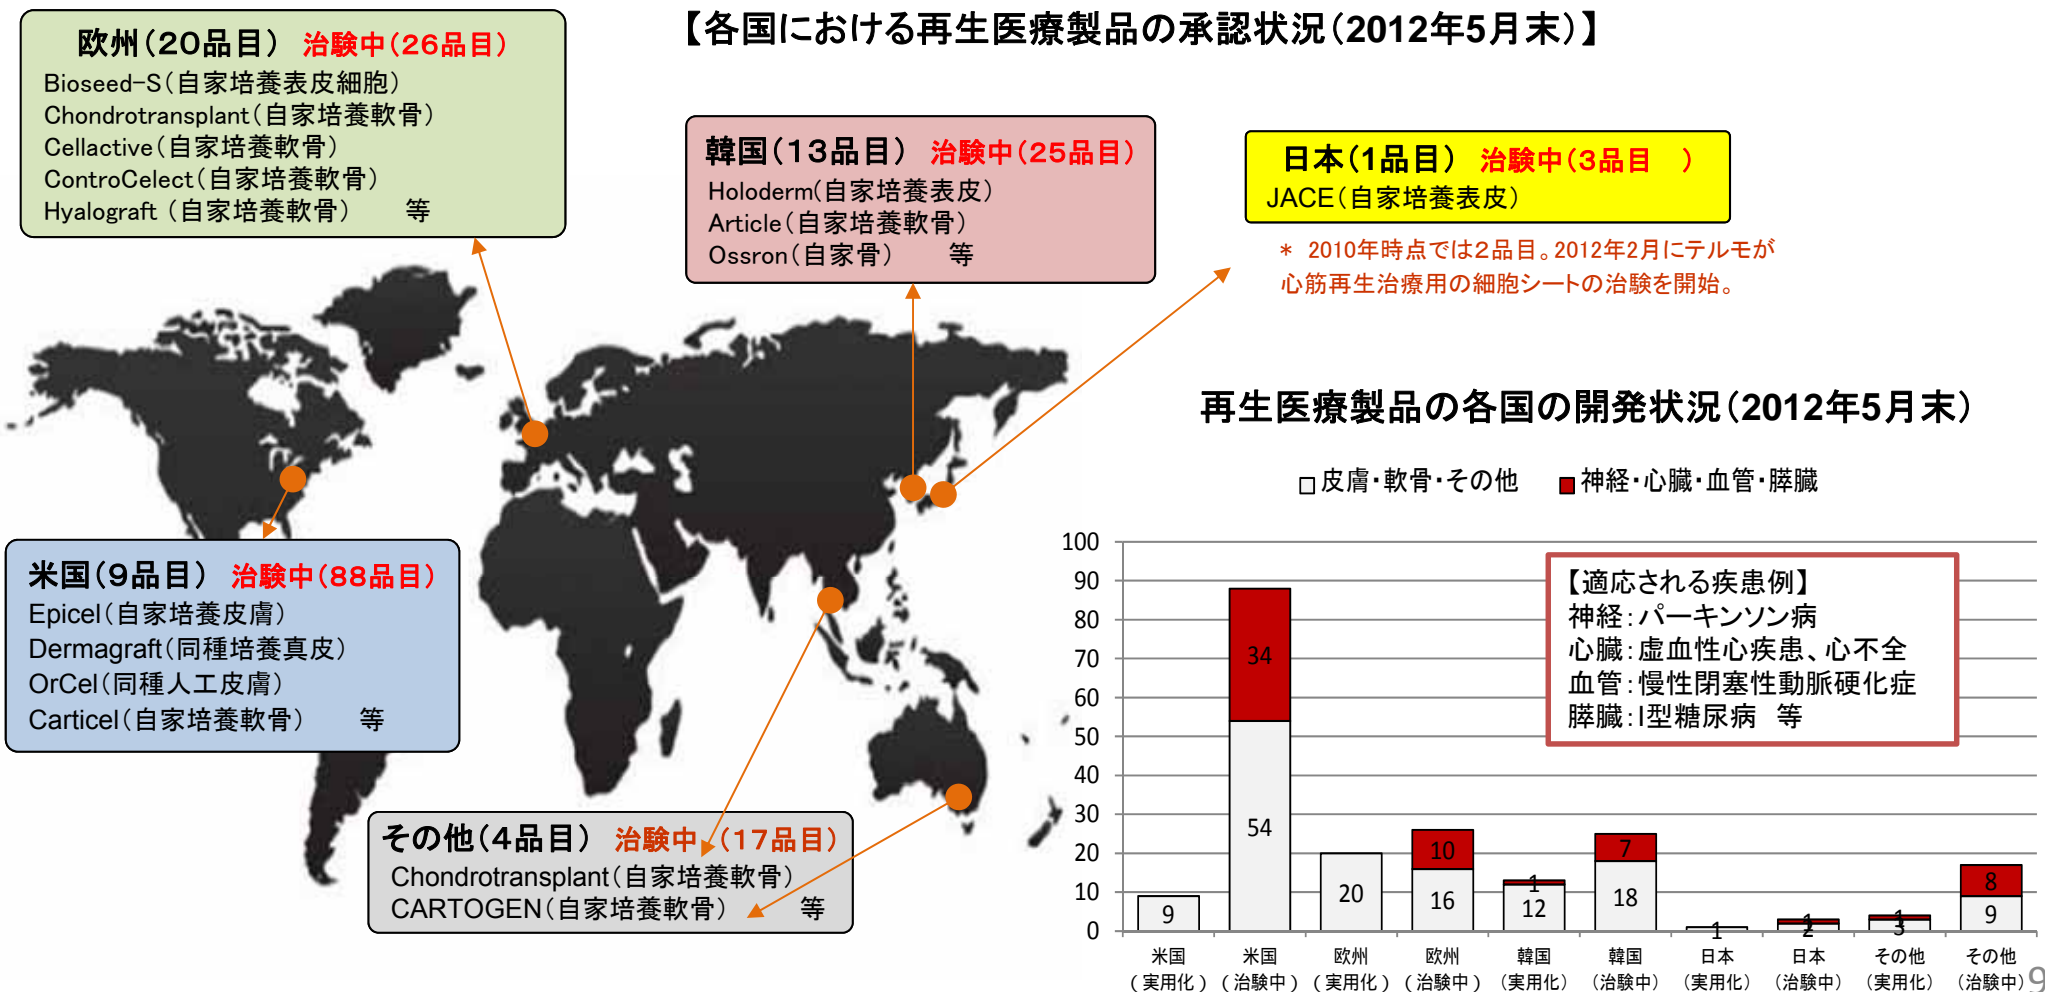 【各国における再生医療製品の承認状況(2012年5月末)】
欧州(20品目) 治験中(26品目)
Bioseed-S(自家培養表皮細胞)
Chondrotransplant(自家培養軟骨)
Cellactive(自家培養軟骨)
ControCelect(自家培養軟骨)
Hyalograft (自家培養軟骨) 等
韓国(13品目) 治験中(25品目)
Holoderm(自家培養表皮)
Article(自家培養軟骨)
Ossron(自家骨) 等
日本(1品目) 治験中(3品目 )
JACE(自家培養表皮)
* 2010年時点では2品目。2012年2月にテルモが
心筋再生治療用の細胞シートの治験を開始。
米国(9品目) 治験中(88品目)
Epicel(自家培養皮膚)
Dermagraft(同種培養真皮)
OrCel(同種人工皮膚)
Carticel(自家培養軟骨) 等
その他(4品目) 治験中 (17品目)
Chondrotransplant(自家培養軟骨)
CARTOGEN(自家培養軟骨) 等
再生医療製品の各国の開発状況(2012年5月末)
皮膚・軟骨・その他 神経・心臓・血管・膵臓
【適応される疾患例】
神経:パーキンソン病
心臓:虚血性心疾患、心不全
血管:慢性閉塞性動脈硬化症
膵臓:I型糖尿病 等
100
90
80
70
60
50
40
30
20
10
0
9
34
54
20
10
16
1
12
7
18
1
1
2
1
3
8
9
米国 米国 欧州 欧州 韓国 韓国 日本 日本 その他 その他
(実用化) (治験中) (実用化) (治験中) (実用化) (治験中) (実用化) (治験中) (実用化) (治験中)
9